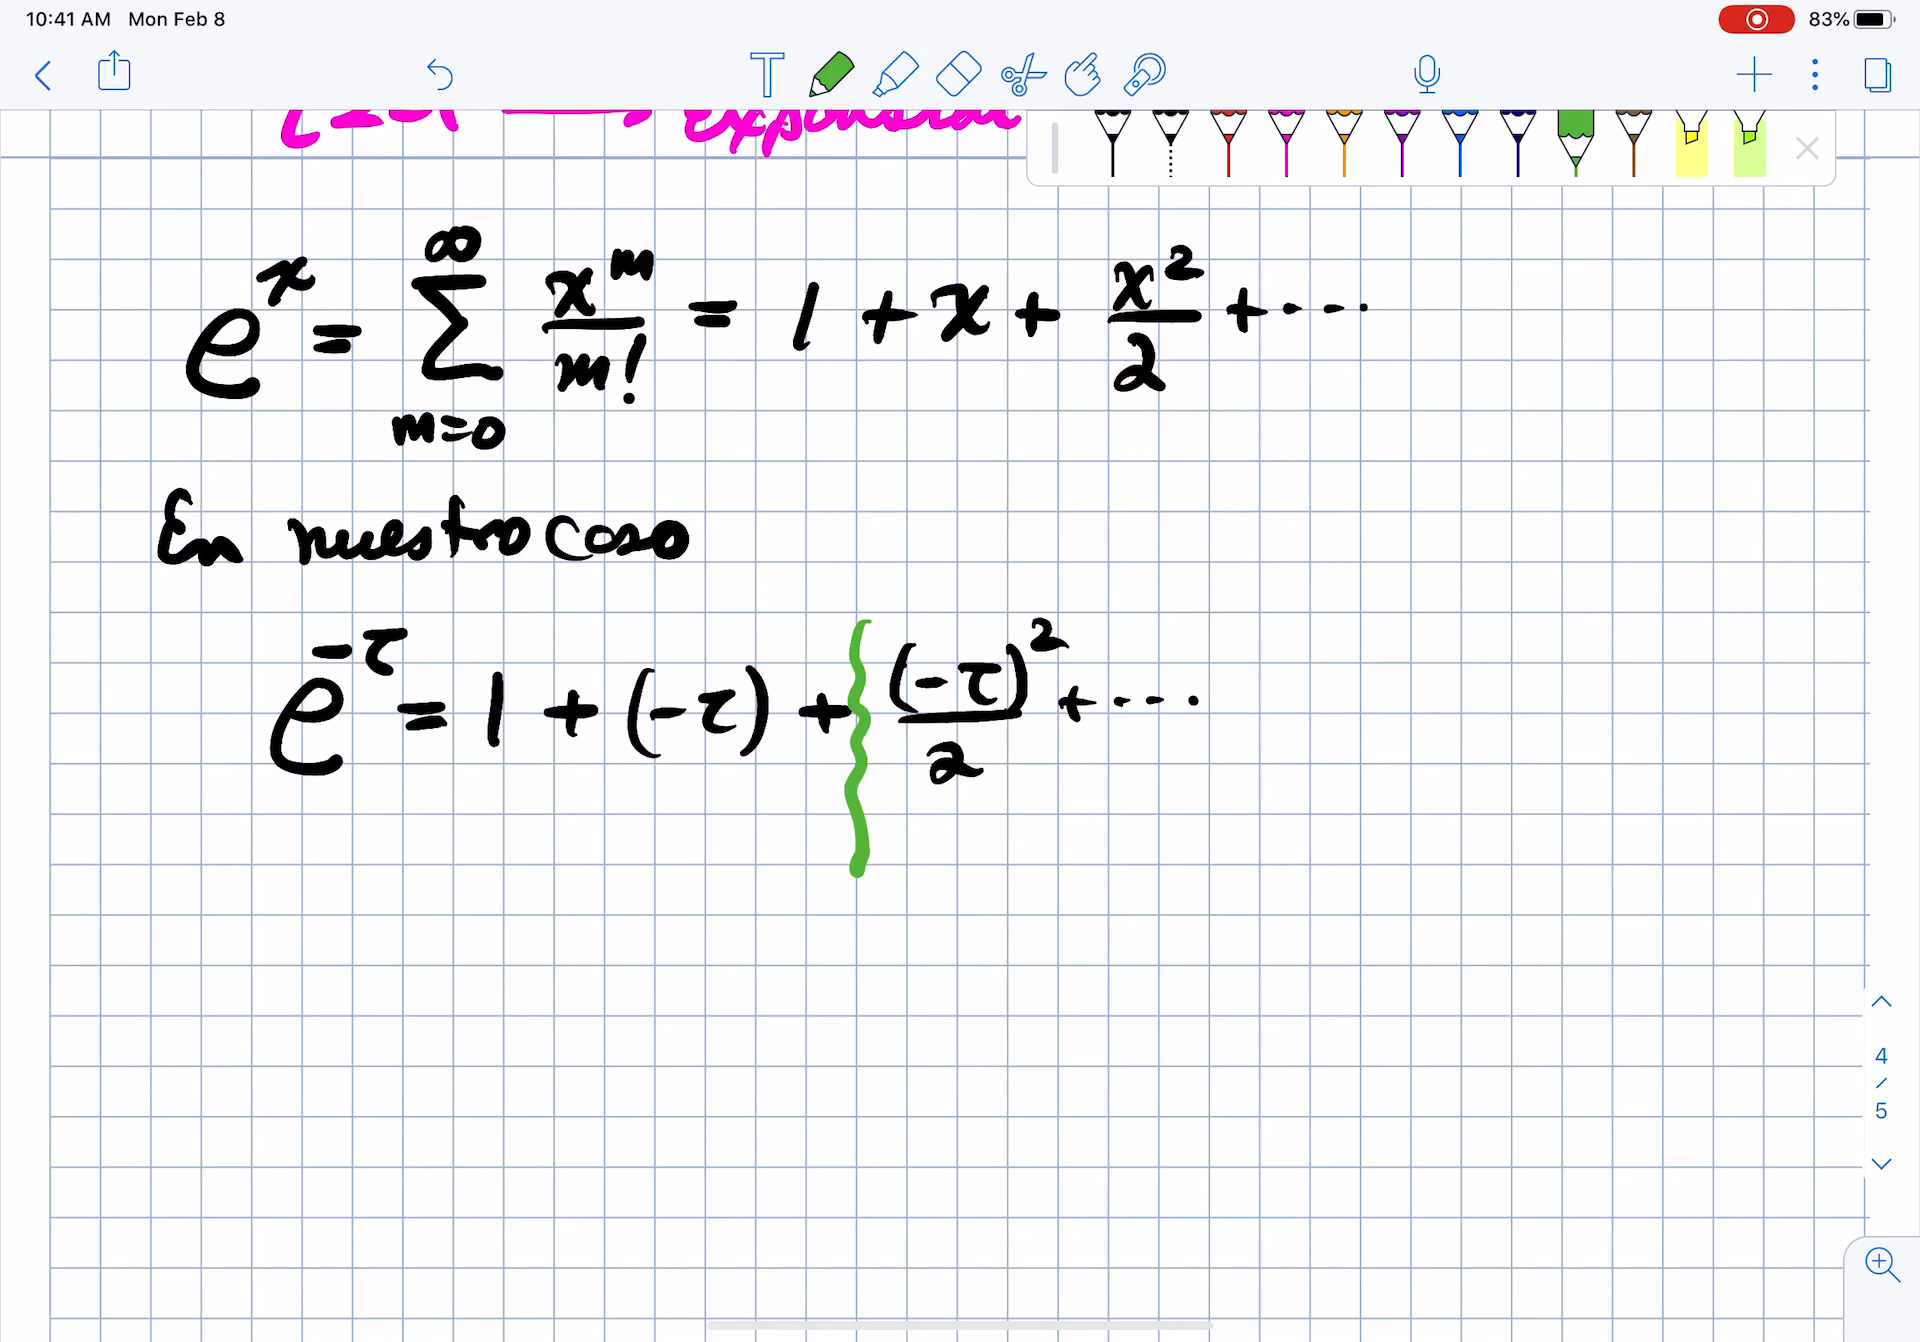 10:41 AM Mon Feb 8 83%
e^x = ∑_{m=0}^{∞} x^m/m! = 1 + x + x²/2 + ...
En nuestro caso
e^{-τ} = 1 + (-τ) + (-τ)²/2 + ...
4
/
5